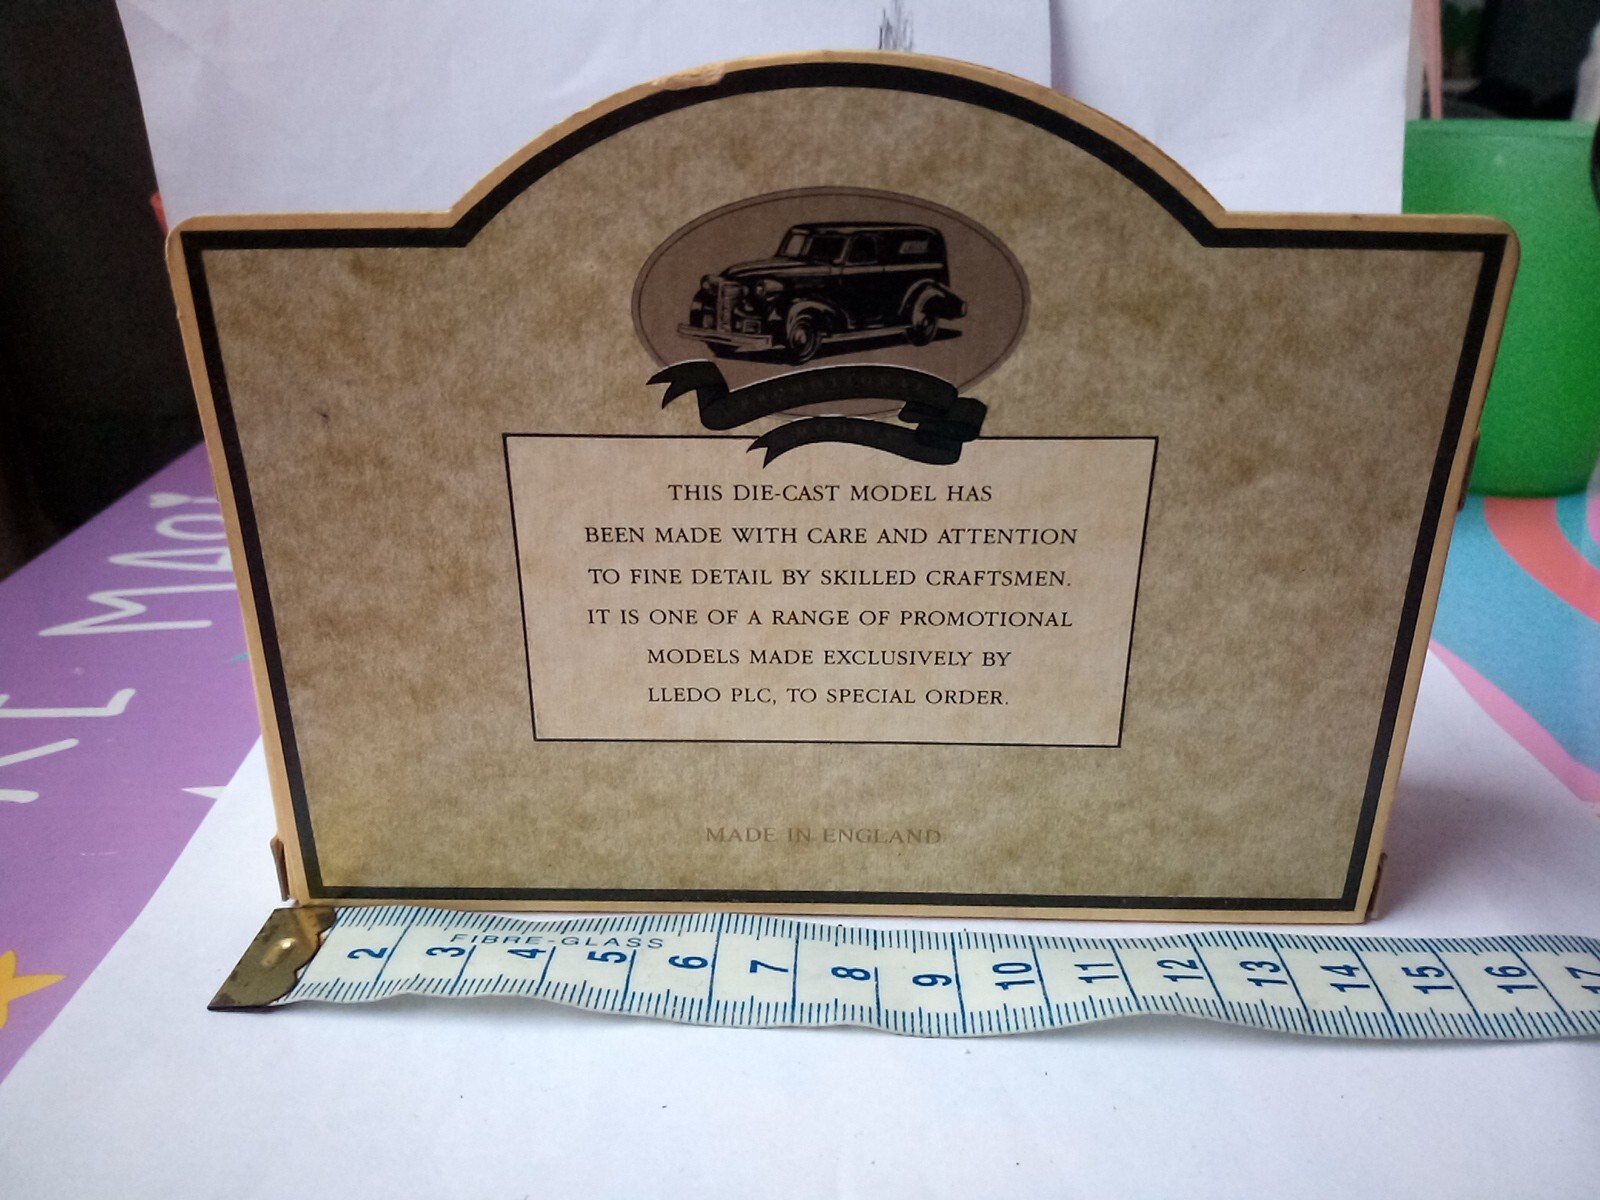 THIS DIE-CAST MODEL HAS
BEEN MADE WITH CARE AND ATTENTION
TO FINE DETAIL BY SKILLED CRAFTSMEN.
IT IS ONE OF A RANGE OF PROMOTIONAL
MODELS MADE EXCLUSIVELY BY
LLEDO PLC, TO SPECIAL ORDER.
MADE IN ENGLAND
FIBRE-GLASS
2 3 4 5 6 7 8 9 10 11 12 13 14 15 16 17